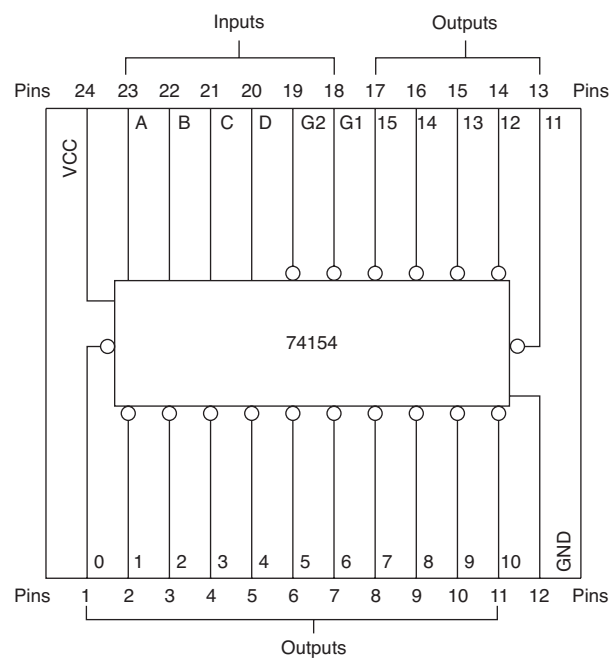 Inputs Outputs
Pins 24 23 22 21 20 19 18 17 16 15 14 13 Pins
VCC A B C D G2 G1 15 14 13 12 11
74154
0 1 2 3 4 5 6 7 8 9 10 GND
Pins 1 2 3 4 5 6 7 8 9 10 11 12 Pins
Outputs